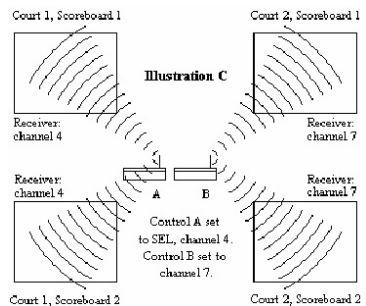 Court 1, Scoreboard 1
Court 2, Scoreboard 1
Illustration C
Receiver:
channel 4
Receiver:
channel 7
Receiver:
channel 4
Receiver:
channel 7
A
B
Control A set
to SEL, channel 4.
Control B set to
channel 7.
Court 1, Scoreboard 2
Court 2, Scoreboard 2